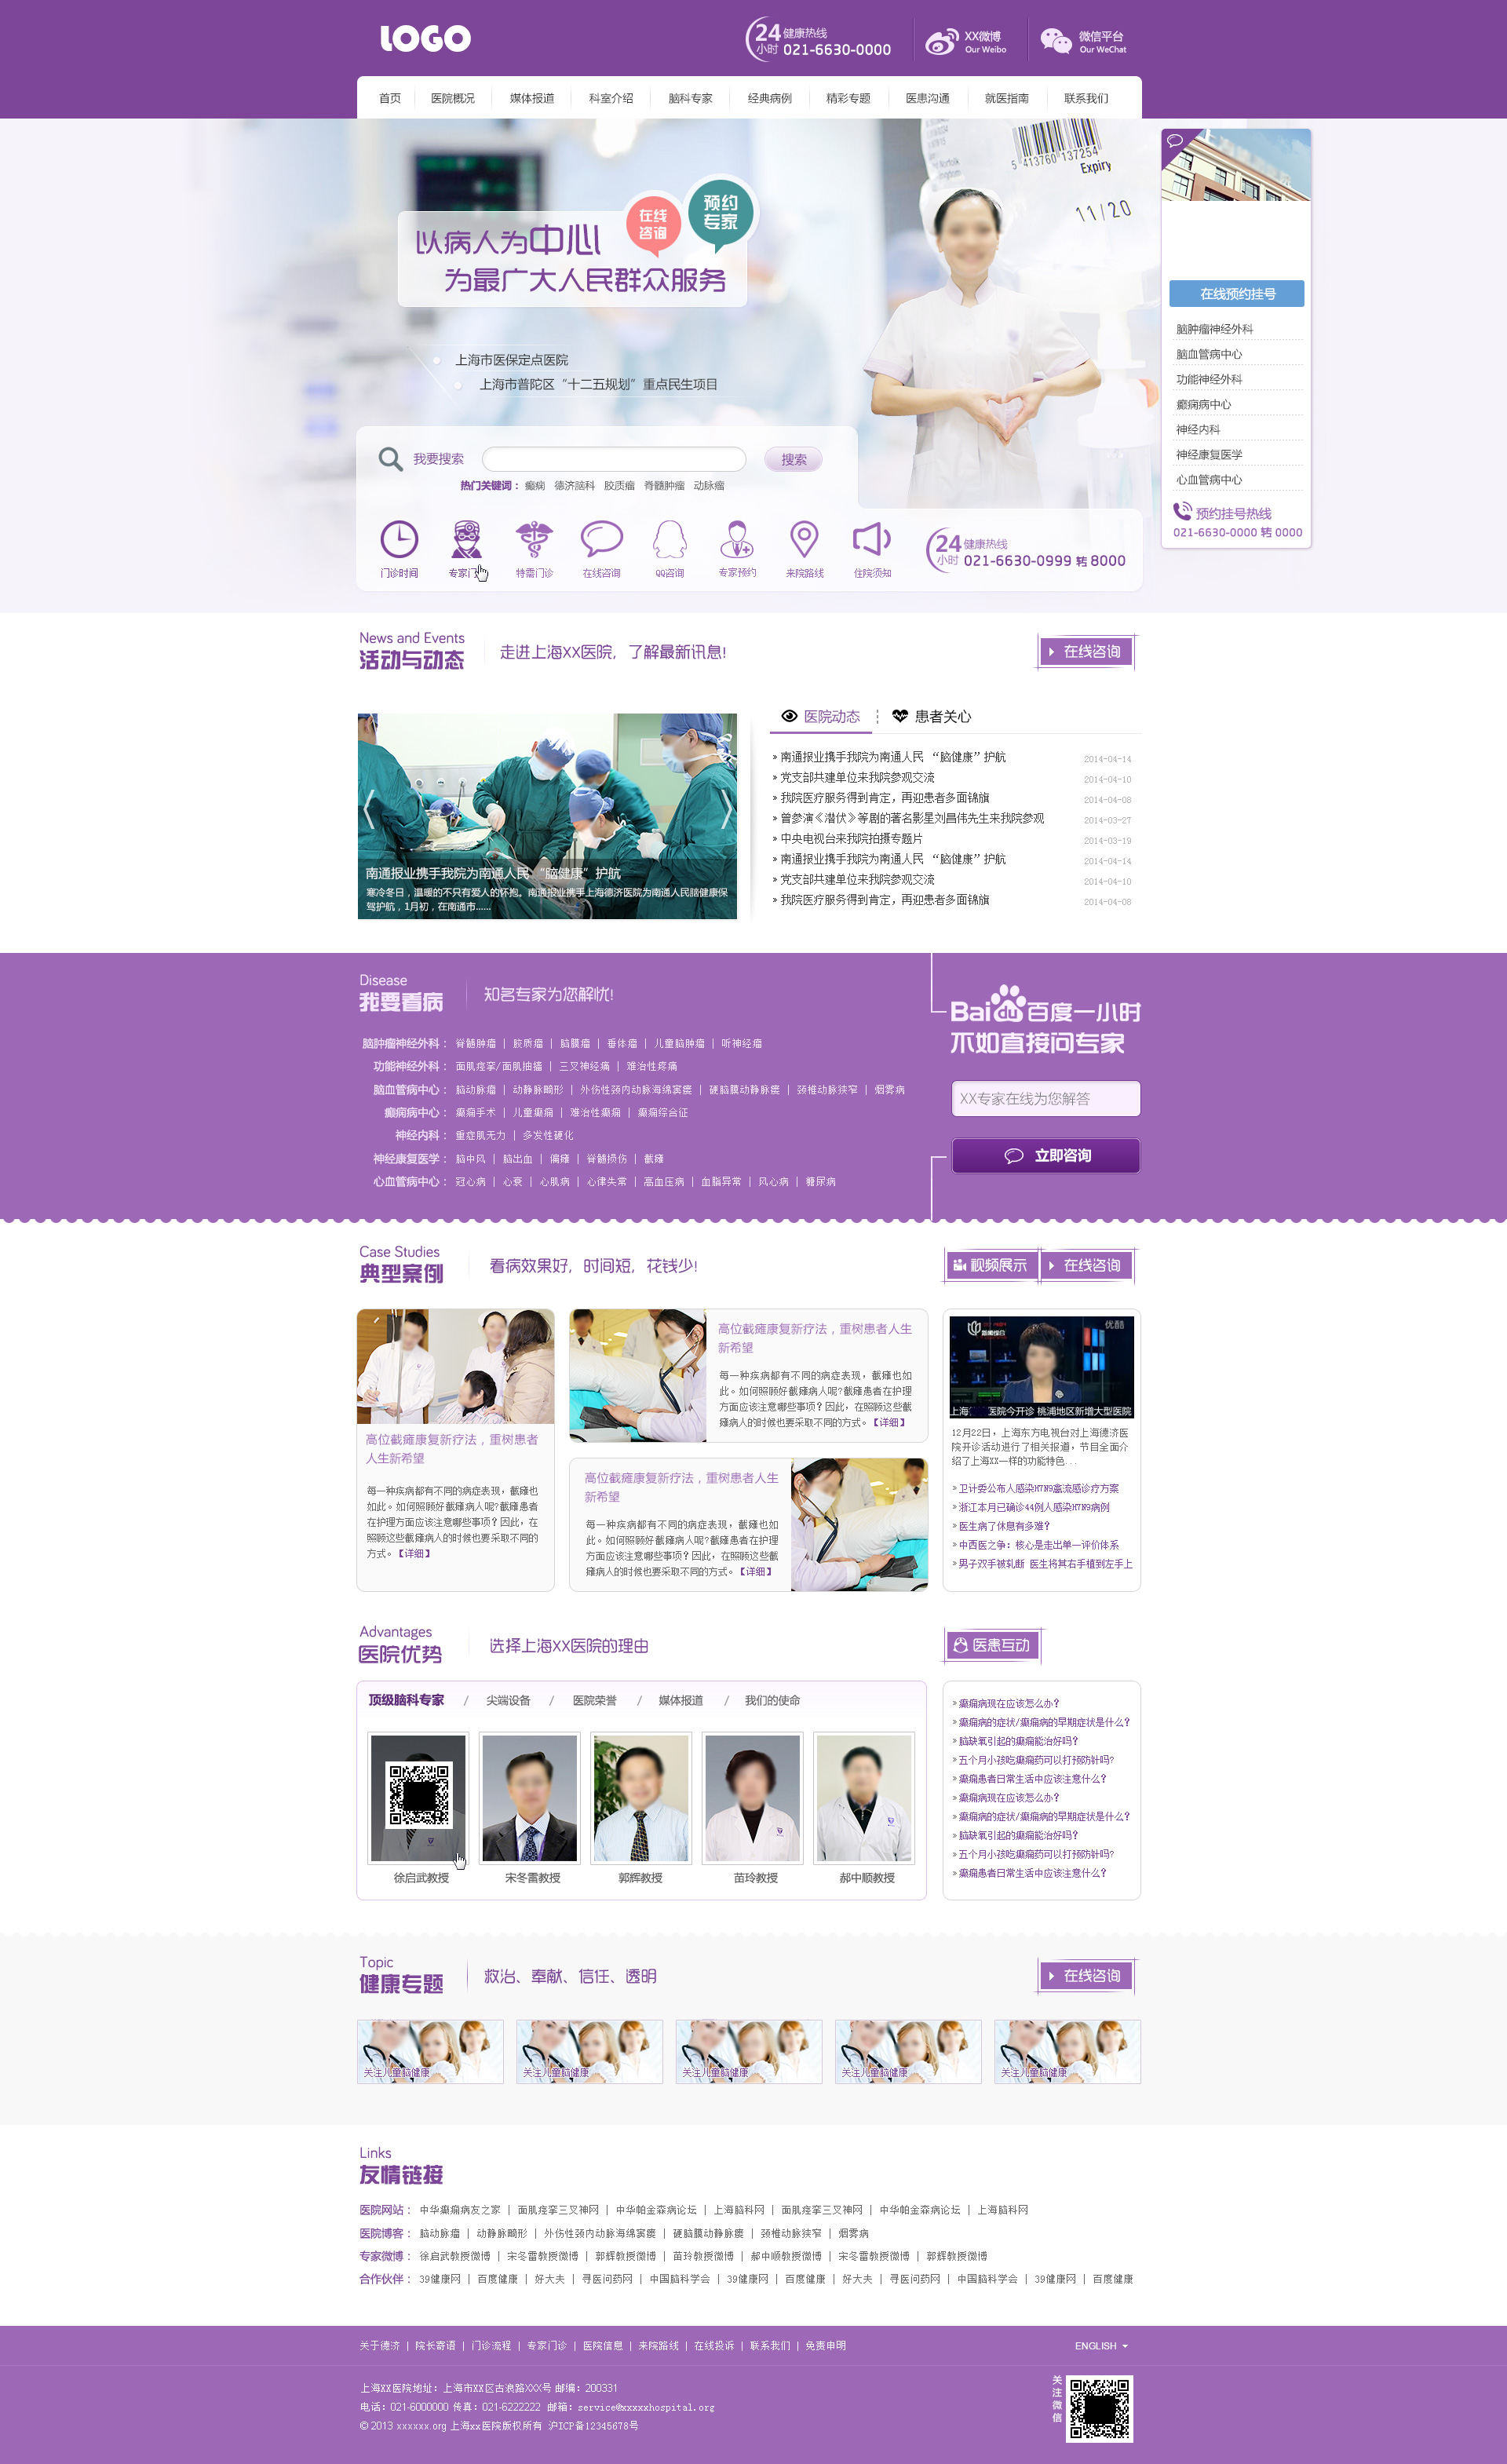 LOGO
24小时 健康热线 021-6630-0000
XX微博 Our Weibo
微信平台 Our WeChat
首页 医院概况 媒体报道 科室介绍 脑科专家 经典病例 精彩专题 医患沟通 就医指南 联系我们
5 413760 137254
Expiry
11/20
在线咨询
预约专家
以病人为中心
为最广大人民群众服务
上海市医保定点医院
上海市普陀区“十二五规划”重点民生项目
我要搜索 搜索
热门关键词: 癫痫 德济脑科 胶质瘤 脊髓肿瘤 动脉瘤
门诊时间 专家门 特需门诊 在线咨询 QQ咨询 专家预约 来院路线 住院须知
24小时 健康热线 021-6630-0999 转 8000
在线预约挂号
脑肿瘤神经外科
脑血管病中心
功能神经外科
癫痫病中心
神经内科
神经康复医学
心血管病中心
预约挂号热线
021-6630-0000 转 0000
News and Events
活动与动态
走进上海XX医院，了解最新讯息!
在线咨询
南通报业携手我院为南通人民 “脑健康”护航
寒冷冬日，温暖的不只有爱人的怀抱。南通报业携手上海德济医院为南通人民脑健康保
驾护航，1月初，在南通市......
医院动态 患者关心
» 南通报业携手我院为南通人民 “脑健康”护航 2014-04-14
» 党支部共建单位来我院参观交流 2014-04-10
» 我院医疗服务得到肯定，再迎患者多面锦旗 2014-04-08
» 曾参演《潜伏》等剧的著名影星刘昌伟先生来我院参观 2014-03-27
» 中央电视台来我院拍摄专题片 2014-03-19
» 南通报业携手我院为南通人民 “脑健康”护航 2014-04-14
» 党支部共建单位来我院参观交流 2014-04-10
» 我院医疗服务得到肯定，再迎患者多面锦旗 2014-04-08
Disease
我要看病
知名专家为您解忧!
脑肿瘤神经外科: 脊髓肿瘤 | 胶质瘤 | 脑膜瘤 | 垂体瘤 | 儿童脑肿瘤 | 听神经瘤
功能神经外科: 面肌痉挛/面肌抽搐 | 三叉神经痛 | 难治性疼痛
脑血管病中心: 脑动脉瘤 | 动静脉畸形 | 外伤性颈内动脉海绵窦瘘 | 硬脑膜动静脉瘘 | 颈椎动脉狭窄 | 烟雾病
癫痫病中心: 癫痫手术 | 儿童癫痫 | 难治性癫痫 | 癫痫综合征
神经内科: 重症肌无力 | 多发性硬化
神经康复医学: 脑中风 | 脑出血 | 偏瘫 | 脊髓损伤 | 截瘫
心血管病中心: 冠心病 | 心衰 | 心肌病 | 心律失常 | 高血压病 | 血脂异常 | 风心病 | 糖尿病
Baidu百度一小时
不如直接问专家
XX专家在线为您解答
立即咨询
Case Studies
典型案例
看病效果好，时间短，花钱少!
视频展示 在线咨询
高位截瘫康复新疗法，重树患者
人生新希望
每一种疾病都有不同的病症表现，截瘫也
如此。如何照顾好截瘫病人呢?截瘫患者
在护理方面应该注意哪些事项？因此，在
照顾这些截瘫病人的时候也要采取不同的
方式。【详细】
高位截瘫康复新疗法，重树患者人生
新希望
每一种疾病都有不同的病症表现，截瘫也如
此。如何照顾好截瘫病人呢?截瘫患者在护理
方面应该注意哪些事项？因此，在照顾这些截
瘫病人的时候也要采取不同的方式。【详细】
高位截瘫康复新疗法，重树患者人生
新希望
每一种疾病都有不同的病症表现，截瘫也如
此。如何照顾好截瘫病人呢?截瘫患者在护理
方面应该注意哪些事项？因此，在照顾这些截
瘫病人的时候也要采取不同的方式。【详细】
新闻综合 优酷
上海 医院今开诊 桃浦地区新增大型医院
12月22日，上海东方电视台对上海德济医
院开诊活动进行了相关报道，节目全面介
绍了上海XX一样的功能特色...
» 卫计委公布人感染H7N9禽流感诊疗方案
» 浙江本月已确诊44例人感染H7N9病例
» 医生病了休息有多难？
» 中西医之争：核心是走出单一评价体系
» 男子双手被轧断 医生将其右手植到左手上
Advantages
医院优势
选择上海XX医院的理由
医患互动
顶级脑科专家 / 尖端设备 / 医院荣誉 / 媒体报道 / 我们的使命
徐启武教授 宋冬雷教授 郭辉教授 苗玲教授 郝中顺教授
» 癫痫病现在应该怎么办？
» 癫痫病的症状/癫痫病的早期症状是什么？
» 脑缺氧引起的癫痫能治好吗？
» 五个月小孩吃癫痫药可以打预防针吗?
» 癫痫患者日常生活中应该注意什么？
» 癫痫病现在应该怎么办？
» 癫痫病的症状/癫痫病的早期症状是什么？
» 脑缺氧引起的癫痫能治好吗？
» 五个月小孩吃癫痫药可以打预防针吗?
» 癫痫患者日常生活中应该注意什么？
Topic
健康专题
救治、奉献、信任、透明
在线咨询
关注儿童脑健康 关注儿童脑健康 关注儿童脑健康 关注儿童脑健康 关注儿童脑健康
Links
友情链接
医院网站: 中华癫痫病友之家 | 面肌痉挛三叉神网 | 中华帕金森病论坛 | 上海脑科网 | 面肌痉挛三叉神网 | 中华帕金森病论坛 | 上海脑科网
医院博客: 脑动脉瘤 | 动静脉畸形 | 外伤性颈内动脉海绵窦瘘 | 硬脑膜动静脉瘘 | 颈椎动脉狭窄 | 烟雾病
专家微博: 徐启武教授微博 | 宋冬雷教授微博 | 郭辉教授微博 | 苗玲教授微博 | 郝中顺教授微博 | 宋冬雷教授微博 | 郭辉教授微博
合作伙伴: 39健康网 | 百度健康 | 好大夫 | 寻医问药网 | 中国脑科学会 | 39健康网 | 百度健康 | 好大夫 | 寻医问药网 | 中国脑科学会 | 39健康网 | 百度健康
关于德济 | 院长寄语 | 门诊流程 | 专家门诊 | 医院信息 | 来院路线 | 在线投诉 | 联系我们 | 免责申明
ENGLISH
上海XX医院地址：上海市XX区古浪路XXX号 邮编：200331
电话：021-6000000 传真：021-6222222 邮箱：service@xxxxxhospital.org
© 2013 xxxxxx.org 上海xx医院版权所有 沪ICP备12345678号
关注微信